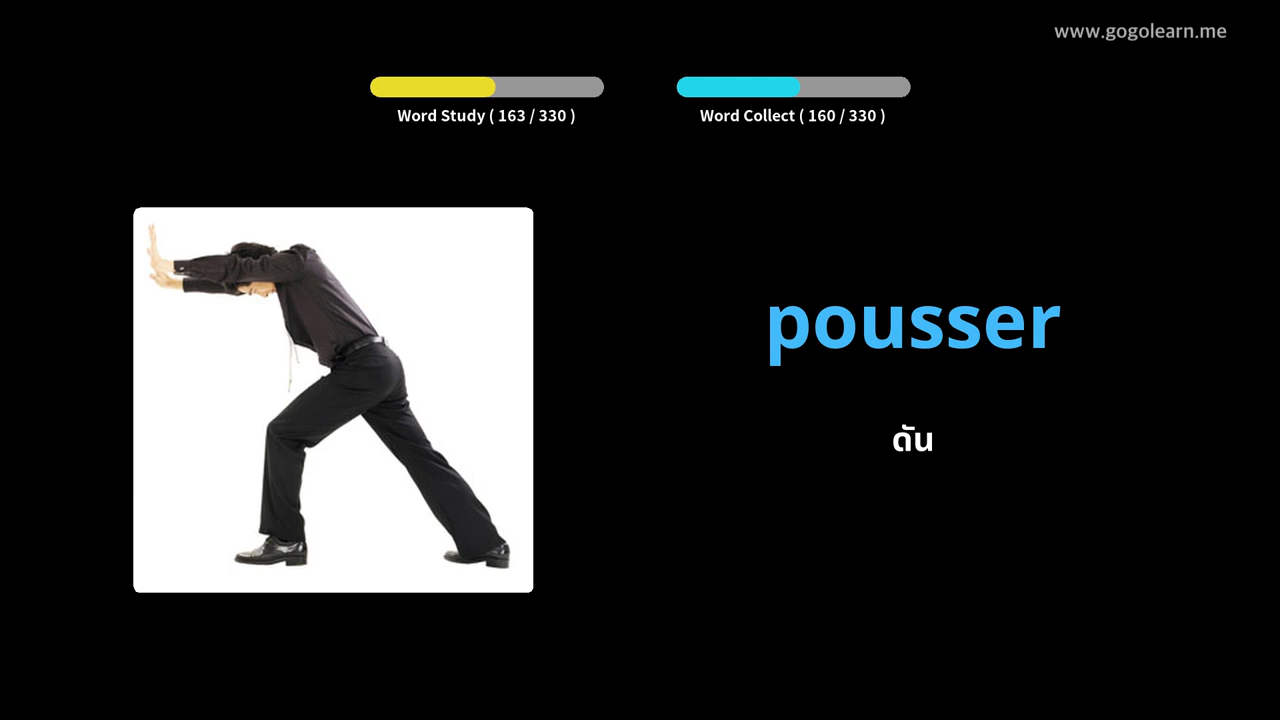 www.gogolearn.me
Word Study ( 163 / 330 )
Word Collect ( 160 / 330 )
pousser
ดัน